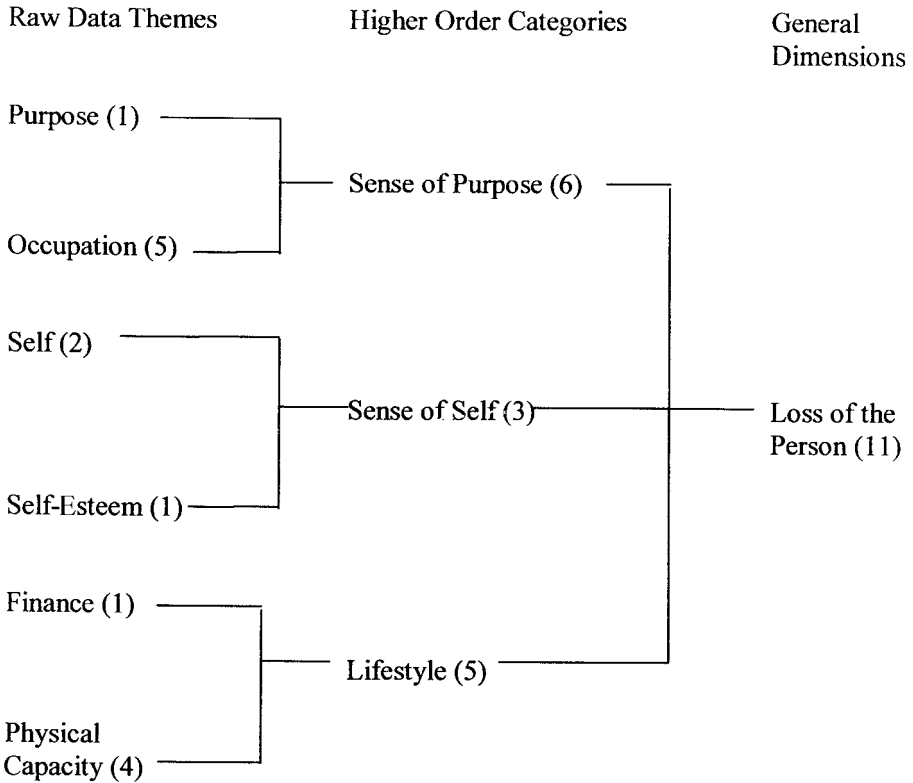 Raw Data Themes
Higher Order Categories
General
Dimensions
Purpose (1)
Sense of Purpose (6)
Occupation (5)
Self (2)
Sense of Self (3)
Loss of the
Person (11)
Self-Esteem (1)
Finance (1)
Lifestyle (5)
Physical
Capacity (4)